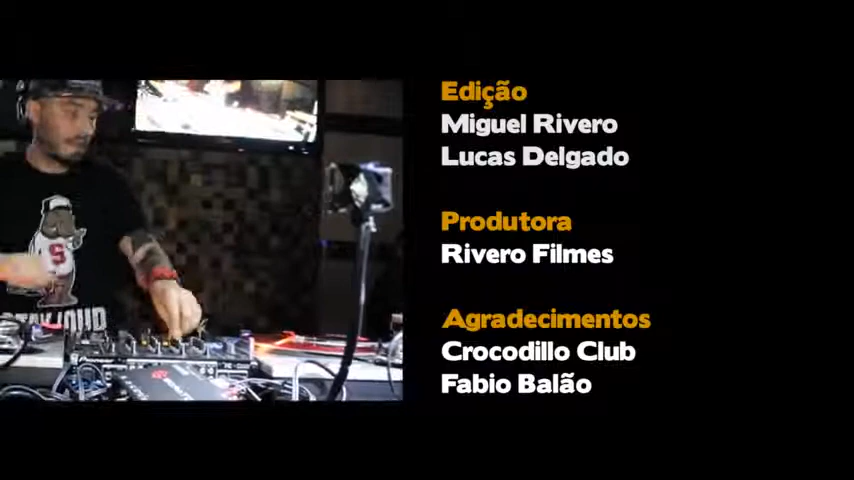 Edição
Miguel Rivero
Lucas Delgado
Produtora
Rivero Filmes
Agradecimentos
Crocodillo Club
Fabio Balão
S